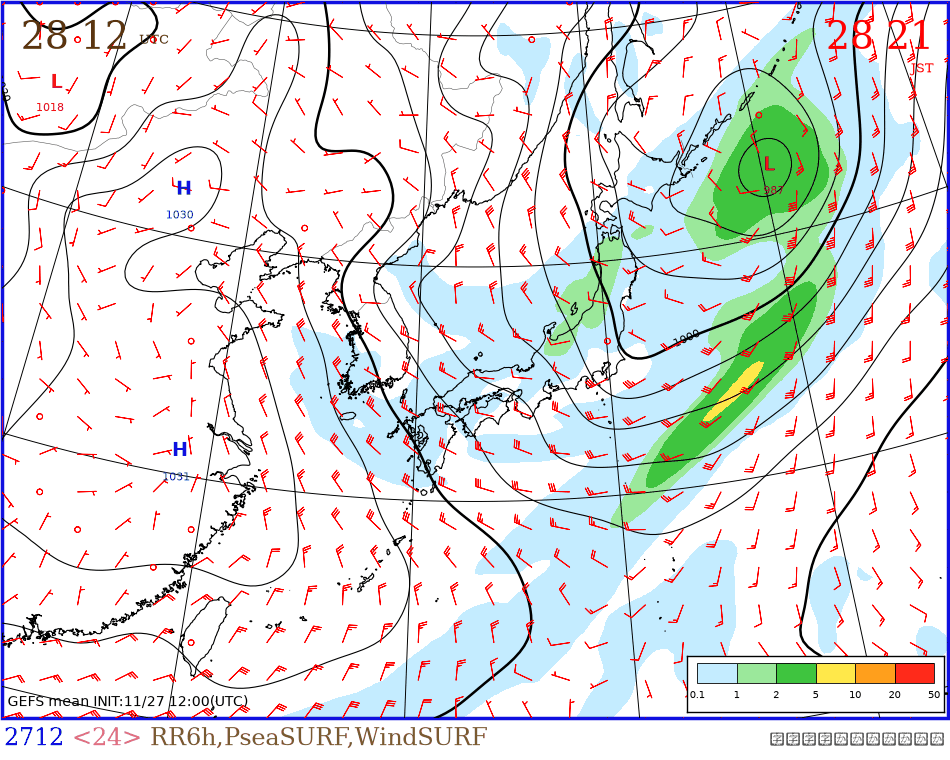 28 12 UTC
28 21
JST
L
1018
H
1030
L
987
1000
H
1031
0.1 1 2 5 10 20 50
GEFS mean INIT:11/27 12:00(UTC)
2712 <24> RR6h,PseaSURF,WindSURF